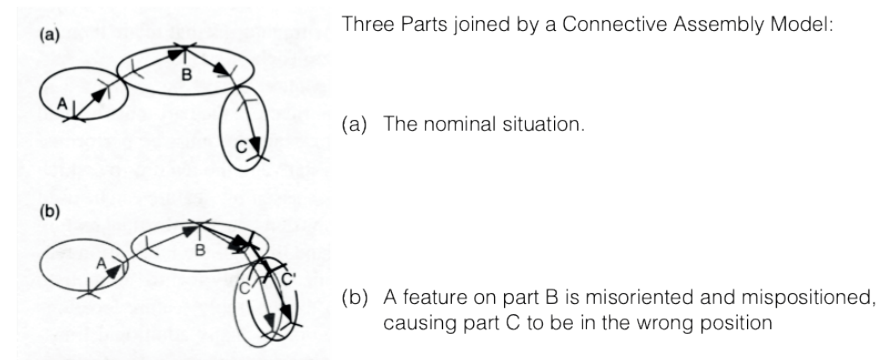 Three Parts joined by a Connective Assembly Model:
(a)
A
B
C
(a) The nominal situation.
(b)
A
B
C
C'
(b) A feature on part B is misoriented and mispositioned,
causing part C to be in the wrong position